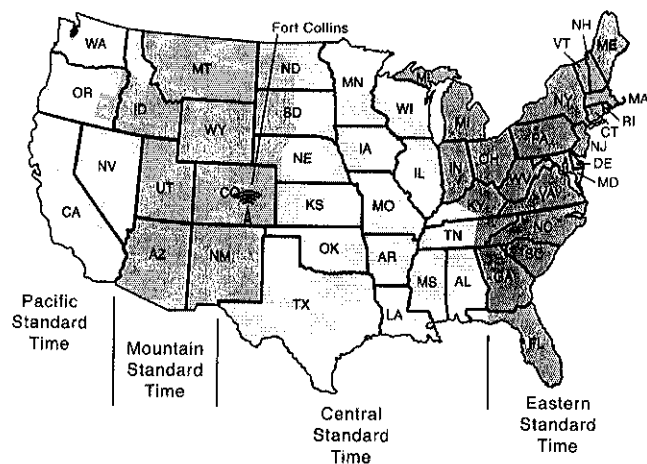 Fort Collins
NH
VT
ME
WA
MT
ND
MN
OR
ID
WI
MI
MI
NY
MA
RI
CT
WY
SD
PA
NJ
IA
NE
DE
MD
NV
UT
CO
IL
IN
OH
WV
VA
CA
KS
MO
KY
NC
TN
AZ
NM
OK
AR
SC
GA
MS
AL
TX
LA
FL
Pacific
Standard
Time
Mountain
Standard
Time
Central
Standard
Time
Eastern
Standard
Time